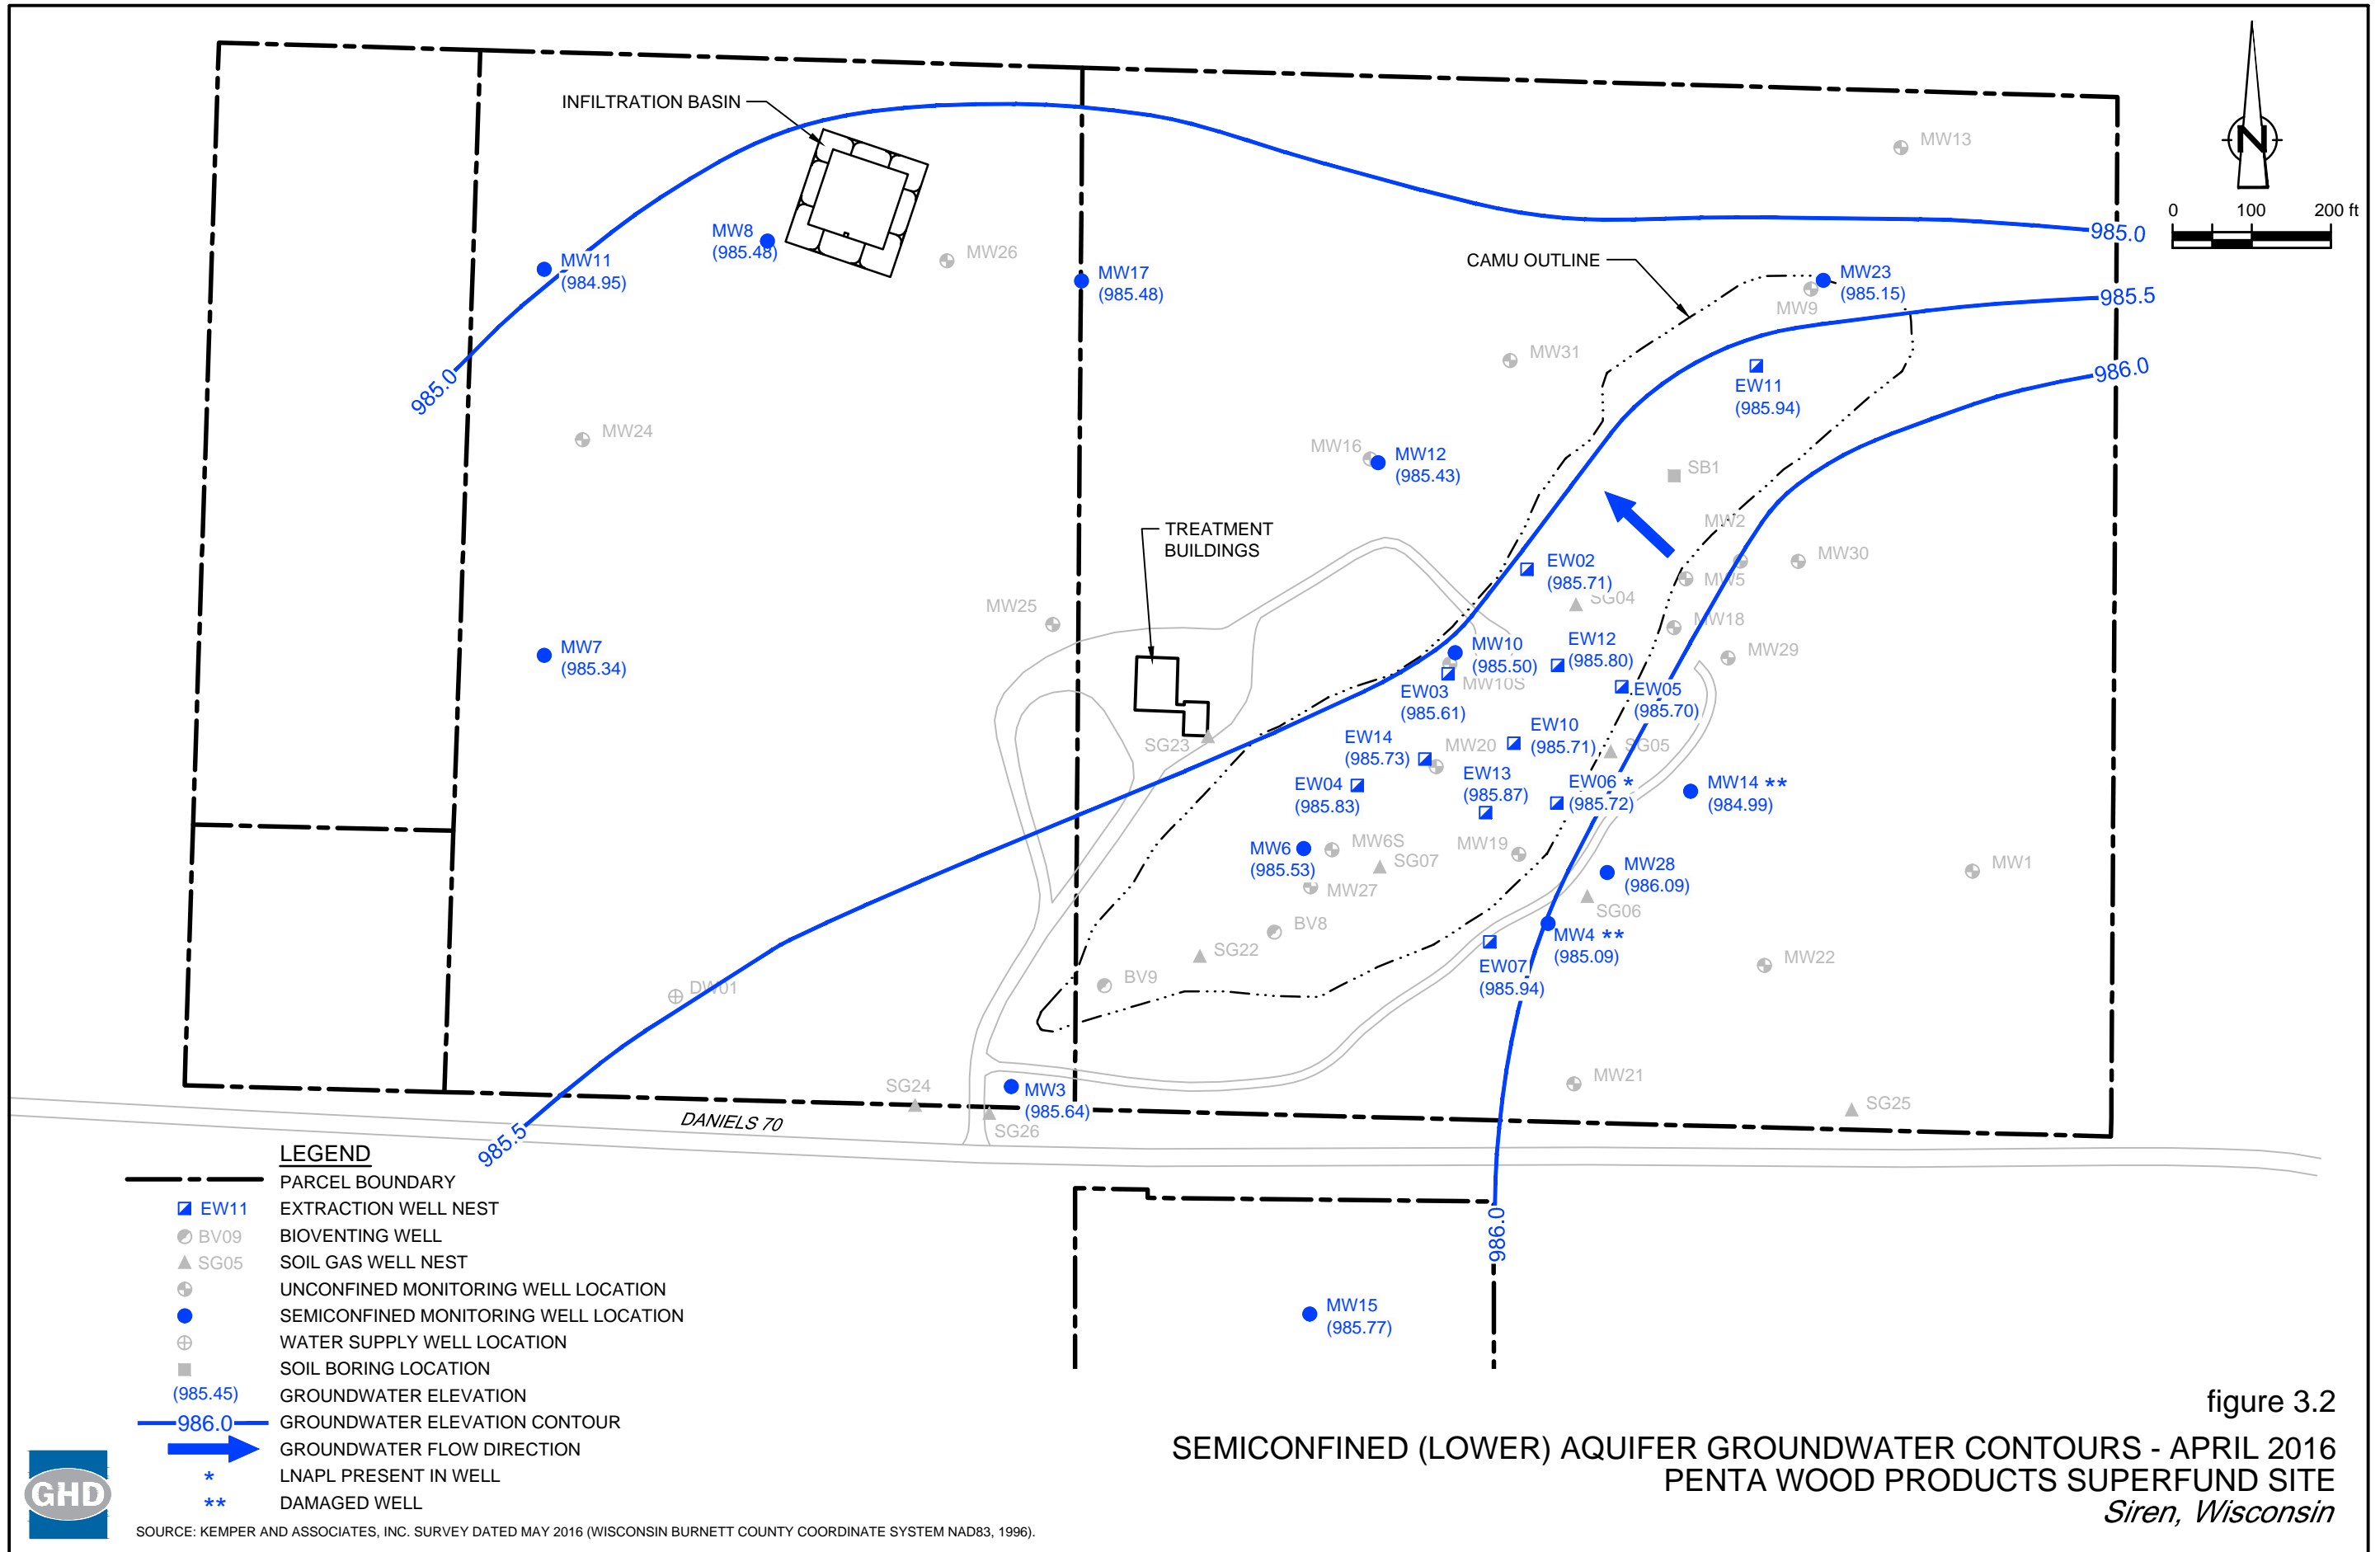 INFILTRATION BASIN
MW13
0 100 200 ft
MW8
(985.48)
MW26
MW11
(984.95)
MW17
(985.48)
CAMU OUTLINE
985.0
MW23
(985.15)
MW9
985.5
MW31
986.0
985.0
EW11
(985.94)
MW24
MW16
MW12
(985.43)
SB1
MW2
TREATMENT
BUILDINGS
MW30
EW02
(985.71)
MW5
SG04
MW25
MW18
MW7
(985.34)
MW10
(985.50)
EW12
(985.80)
MW29
MW10S
EW03
(985.61)
EW05
(985.70)
SG23
EW14
(985.73)
MW20
EW10
(985.71)
SG05
EW04
(985.83)
EW13
(985.87)
EW06 *
(985.72)
MW14 **
(984.99)
MW6
(985.53)
MW6S
SG07
MW19
MW28
(986.09)
MW1
MW27
SG06
BV8
MW4 **
(985.09)
SG22
MW22
BV9
EW07
(985.94)
DW01
MW21
SG24
MW3
(985.64)
SG25
DANIELS 70
SG26
985.5
986.0
MW15
(985.77)
LEGEND
PARCEL BOUNDARY
EW11 EXTRACTION WELL NEST
BV09 BIOVENTING WELL
SG05 SOIL GAS WELL NEST
UNCONFINED MONITORING WELL LOCATION
SEMICONFINED MONITORING WELL LOCATION
WATER SUPPLY WELL LOCATION
SOIL BORING LOCATION
(985.45) GROUNDWATER ELEVATION
986.0 GROUNDWATER ELEVATION CONTOUR
GROUNDWATER FLOW DIRECTION
* LNAPL PRESENT IN WELL
** DAMAGED WELL
GHD
SOURCE: KEMPER AND ASSOCIATES, INC. SURVEY DATED MAY 2016 (WISCONSIN BURNETT COUNTY COORDINATE SYSTEM NAD83, 1996).
figure 3.2
SEMICONFINED (LOWER) AQUIFER GROUNDWATER CONTOURS - APRIL 2016
PENTA WOOD PRODUCTS SUPERFUND SITE
Siren, Wisconsin
N